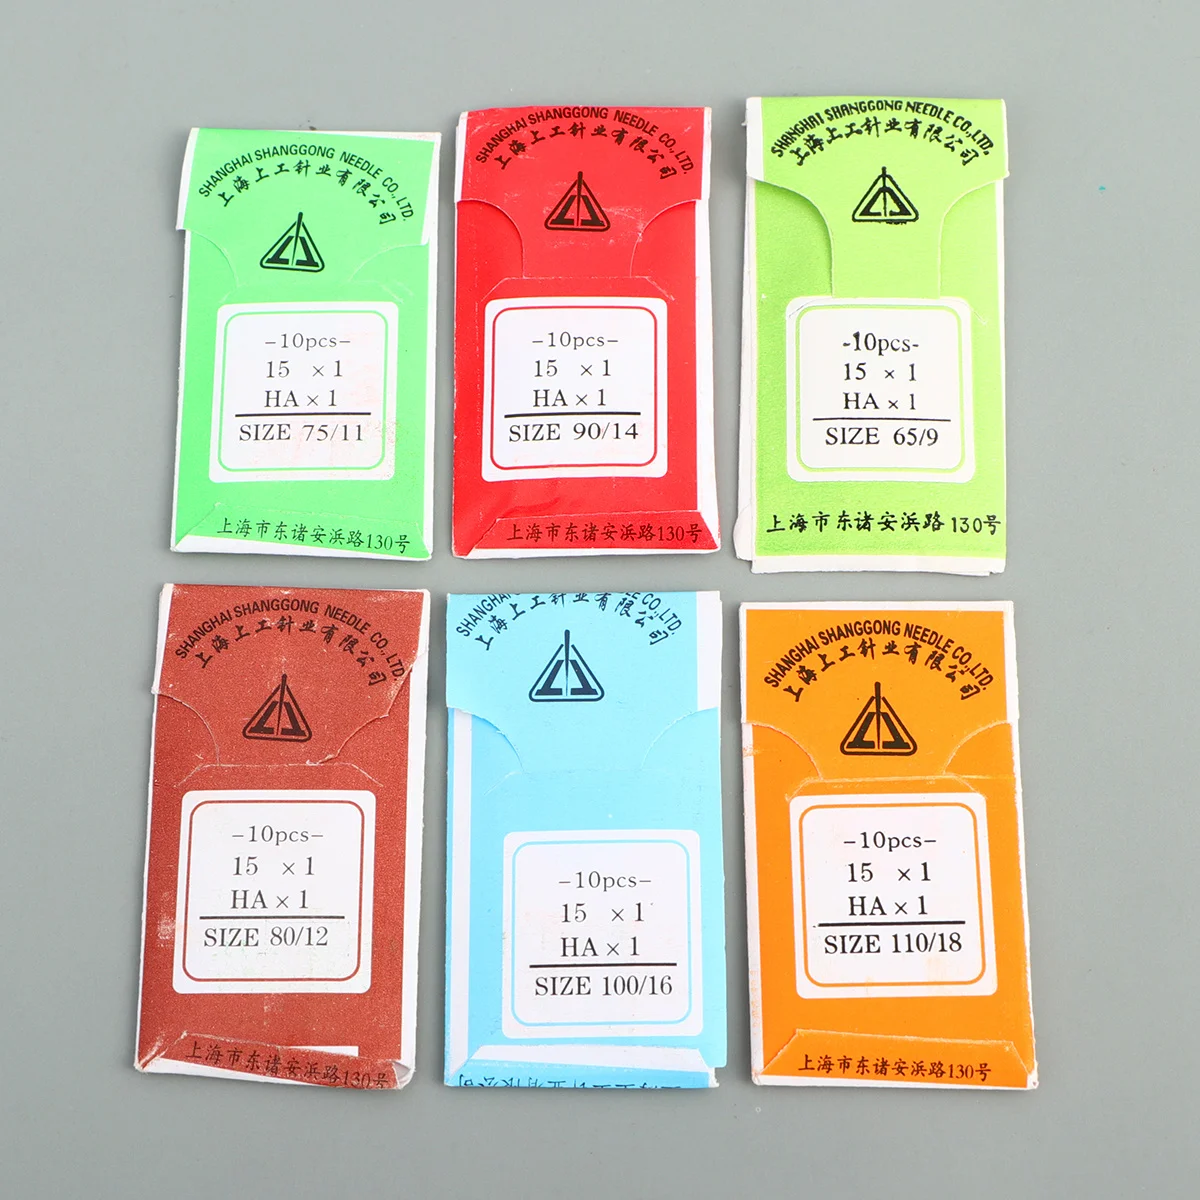 SHANGHAI SHANGGONG NEEDLE CO.,LTD.
上海上工针业有限公司
-10pcs-
15 × 1
HA × 1
SIZE 75/11
上海市东诸安浜路130号
SHANGHAI SHANGGONG NEEDLE CO.,LTD.
上海上工针业有限公司
-10pcs-
15 × 1
HA × 1
SIZE 90/14
上海市东诸安浜路130号
SHANGHAI SHANGGONG NEEDLE CO.,LTD.
上海上工针业有限公司
-10pcs-
15 × 1
HA × 1
SIZE 65/9
上海市东诸安浜路130号
SHANGHAI SHANGGONG NEEDLE CO.,LTD.
上海上工针业有限公司
-10pcs-
15 × 1
HA × 1
SIZE 80/12
上海市东诸安浜路130号
SHANGHAI CO.,LTD.
上海上工针业有限公司
-10pcs-
15 × 1
HA × 1
SIZE 100/16
SHANGHAI SHANGGONG NEEDLE CO.,LTD.
上海上工针业有限公司
-10pcs-
15 × 1
HA × 1
SIZE 110/18
上海市东诸安浜路130号